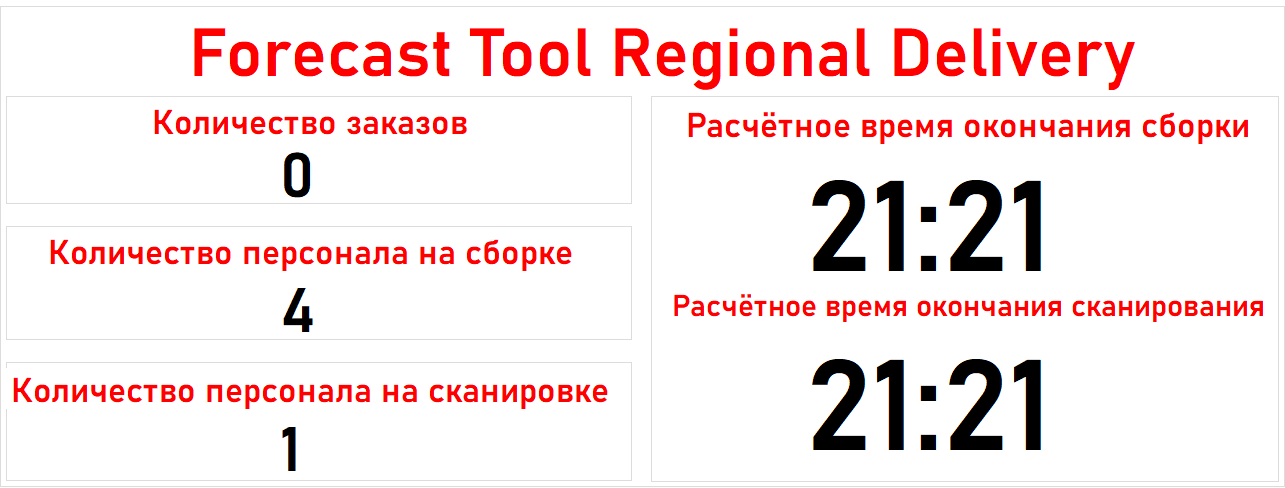 Forecast Tool Regional Delivery
Количество заказов
0
Количество персонала на сборке
4
Количество персонала на сканировке
1
Расчётное время окончания сборки
21:21
Расчётное время окончания сканирования
21:21